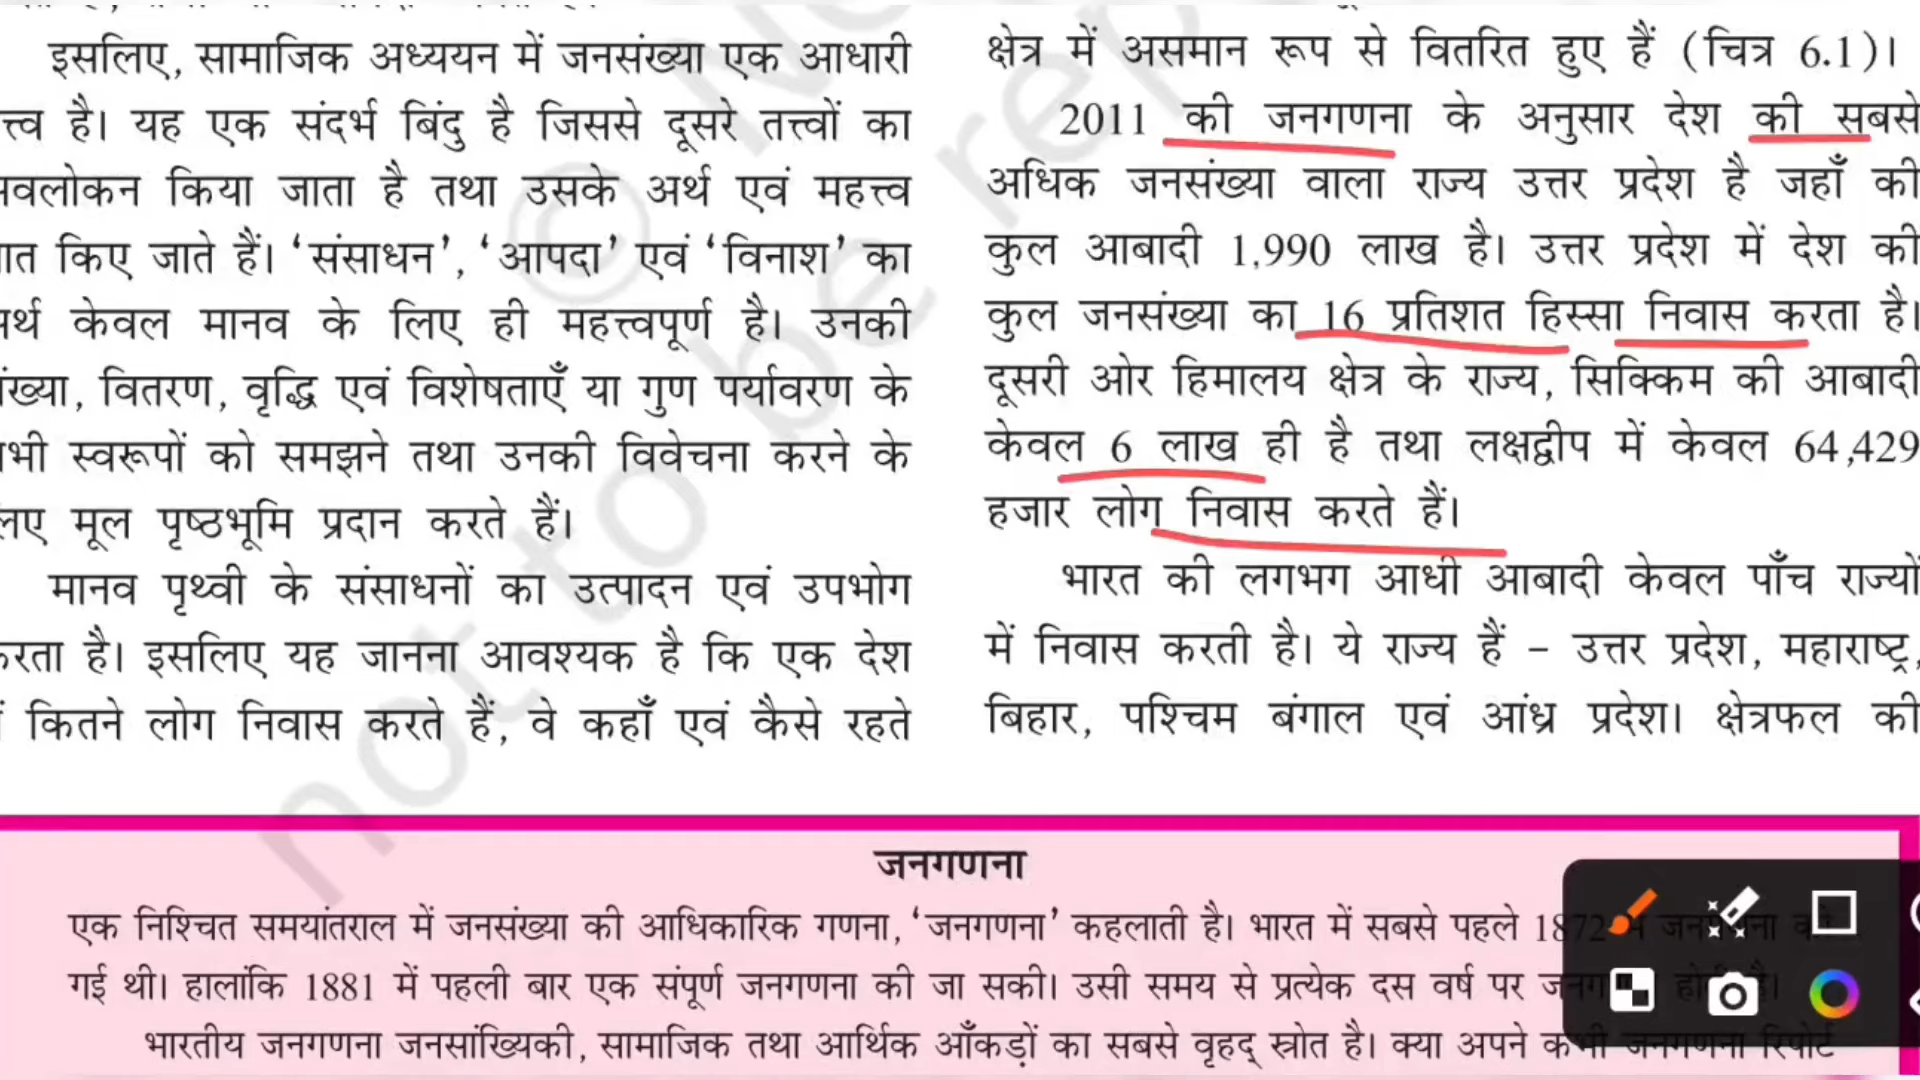 इसलिए, सामाजिक अध्ययन में जनसंख्या एक आधारी
है। यह एक संदर्भ बिंदु है जिससे दूसरे तत्त्वों का
किया जाता है तथा उसके अर्थ एवं महत्त्व
किए जाते हैं। ‘संसाधन’, ‘आपदा’ एवं ‘विनाश’ का
केवल मानव के लिए ही महत्त्वपूर्ण है। उनकी
वितरण, वृद्धि एवं विशेषताएँ या गुण पर्यावरण के
स्वरूपों को समझने तथा उनकी विवेचना करने के
मूल पृष्ठभूमि प्रदान करते हैं।
मानव पृथ्वी के संसाधनों का उत्पादन एवं उपभोग
है। इसलिए यह जानना आवश्यक है कि एक देश
कितने लोग निवास करते हैं, वे कहाँ एवं कैसे रहते
क्षेत्र में असमान रूप से वितरित हुए हैं (चित्र 6.1)।
2011 की जनगणना के अनुसार देश की सबसे
अधिक जनसंख्या वाला राज्य उत्तर प्रदेश है जहाँ की
कुल आबादी 1,990 लाख है। उत्तर प्रदेश में देश की
कुल जनसंख्या का 16 प्रतिशत हिस्सा निवास करता है।
दूसरी ओर हिमालय क्षेत्र के राज्य, सिक्किम की आबादी
केवल 6 लाख ही है तथा लक्षद्वीप में केवल 64,429
हजार लोग निवास करते हैं।
भारत की लगभग आधी आबादी केवल पाँच राज्यों
में निवास करती है। ये राज्य हैं – उत्तर प्रदेश, महाराष्ट्र,
बिहार, पश्चिम बंगाल एवं आंध्र प्रदेश। क्षेत्रफल की
जनगणना
एक निश्चित समयांतराल में जनसंख्या की आधिकारिक गणना, ‘जनगणना’ कहलाती है। भारत में सबसे पहले 1872 में जनगणना की
गई थी। हालांकि 1881 में पहली बार एक संपूर्ण जनगणना की जा सकी। उसी समय से प्रत्येक दस वर्ष पर
भारतीय जनगणना जनसांख्यिकी, सामाजिक तथा आर्थिक आँकड़ों का सबसे वृहद् स्रोत है। क्या अपने कभी जनगणना रिपोर्ट
not to be rep
©